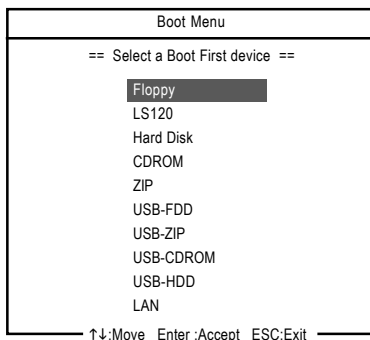 Boot Menu
== Select a Boot First device ==
Floppy
LS120
Hard Disk
CDROM
ZIP
USB-FDD
USB-ZIP
USB-CDROM
USB-HDD
LAN
↑↓:Move Enter :Accept ESC:Exit